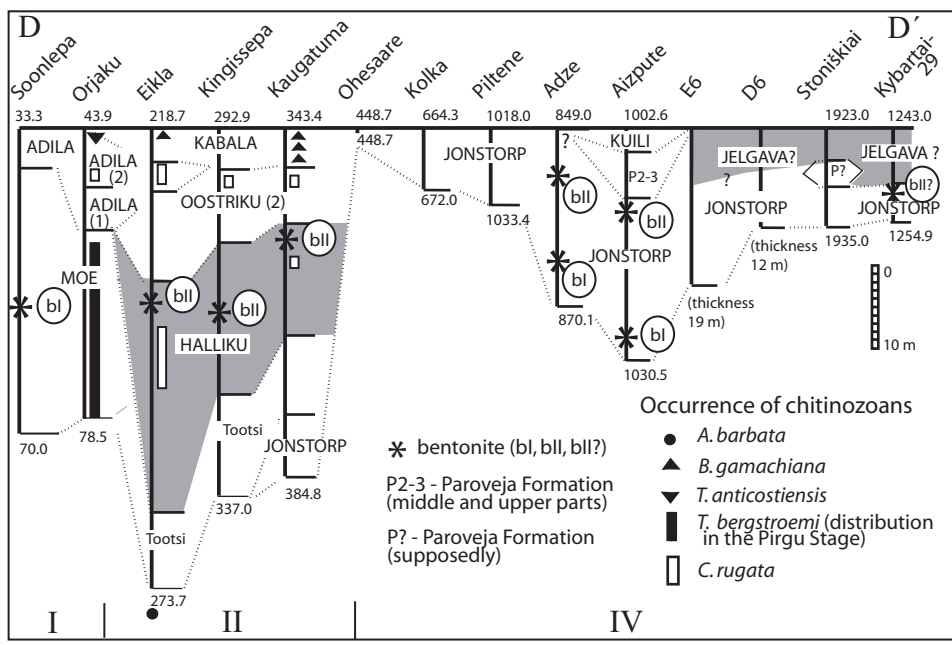 D
D´
Soonlepa
Orjaku
Eikla
Kingissepa
Kaugatuma
Ohesaare
Kolka
Piltene
Adze
Aizpute
E6
D6
Stoniškiai
Kybartai-
29
33.3
43.9
218.7
292.9
343.4
448.7
664.3
1018.0
849.0
1002.6
1923.0
1243.0
ADILA
ADILA
(2)
ADILA
(1)
MOE
bI
70.0
78.5
KABALA
OOSTRIKU (2)
bII
bII
bII
HALLIKU
Tootsi
Tootsi
JONSTORP
273.7
337.0
384.8
448.7
JONSTORP
672.0
1033.4
?
bII
bI
870.1
KUILI
P2-3
bII
JONSTORP
bI
1030.5
JELGAVA?
?
JONSTORP
(thickness
19 m)
(thickness
12 m)
P?
1935.0
JELGAVA ?
bII?
JONSTORP
1254.9
0
10 m
bentonite (bI, bII, bII?)
P2-3 - Paroveja Formation
(middle and upper parts)
P? - Paroveja Formation
(supposedly)
Occurrence of chitinozoans
A. barbata
B. gamachiana
T. anticostiensis
T. bergstroemi (distribution
in the Pirgu Stage)
C. rugata
I
II
IV